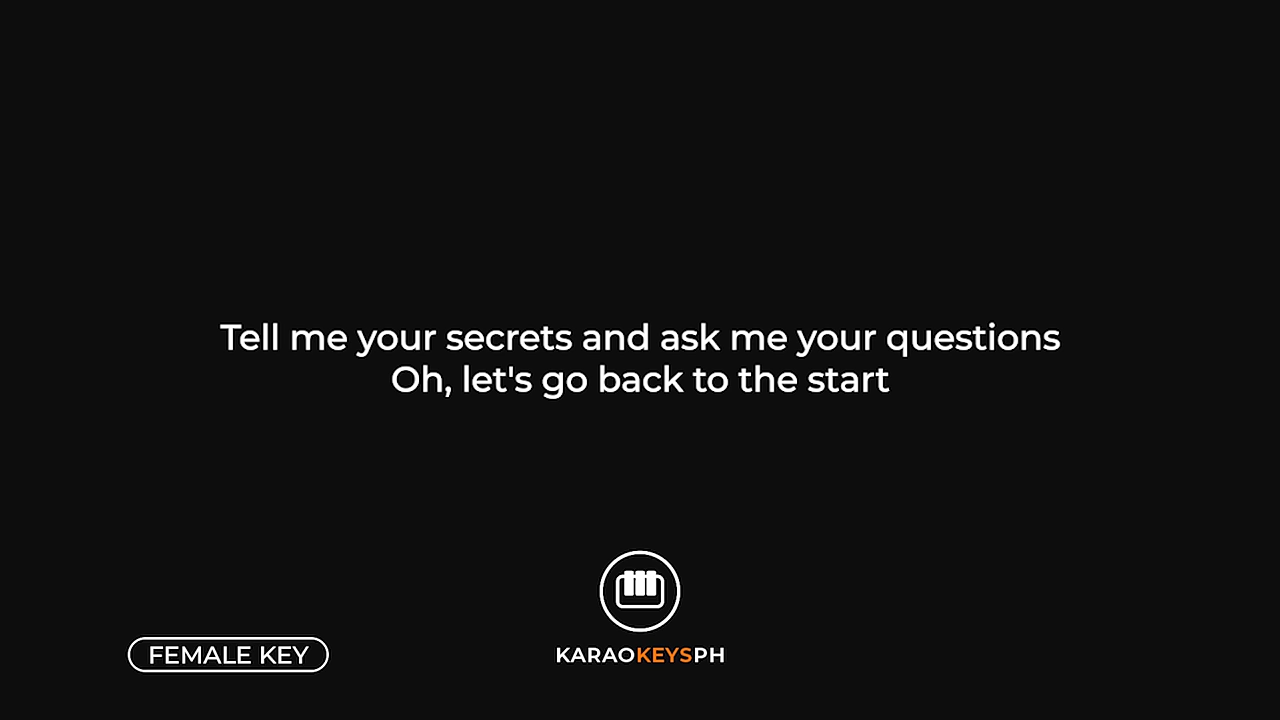 Tell me your secrets and ask me your questions
Oh, let's go back to the start
FEMALE KEY
KARAOKEYSPH